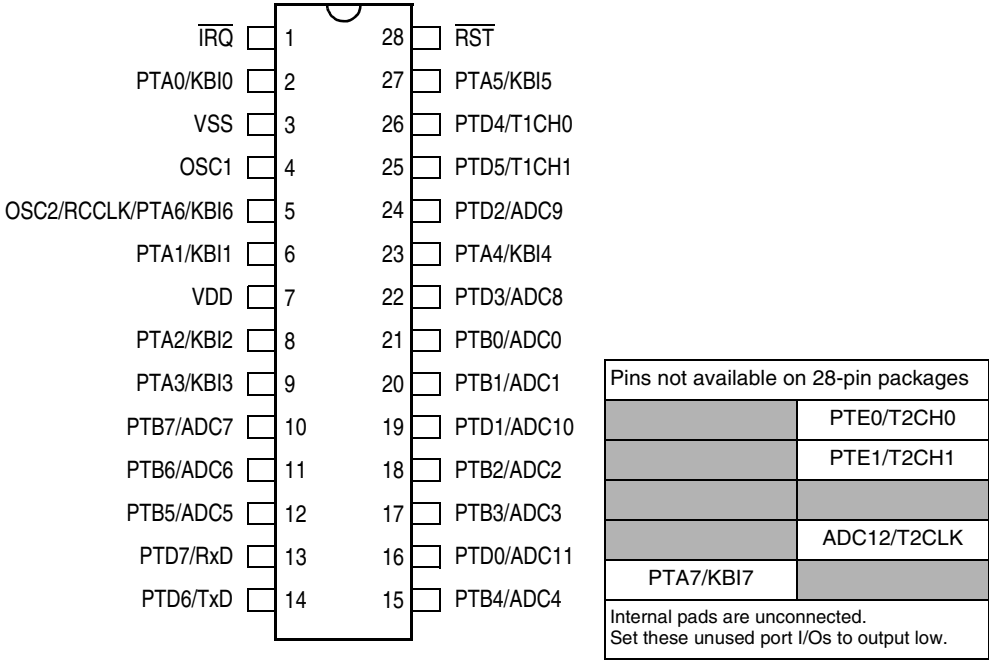 IRQ 1 28 RST
PTA0/KBI0 2 27 PTA5/KBI5
VSS 3 26 PTD4/T1CH0
OSC1 4 25 PTD5/T1CH1
OSC2/RCCLK/PTA6/KBI6 5 24 PTD2/ADC9
PTA1/KBI1 6 23 PTA4/KBI4
VDD 7 22 PTD3/ADC8
PTA2/KBI2 8 21 PTB0/ADC0
PTA3/KBI3 9 20 PTB1/ADC1
PTB7/ADC7 10 19 PTD1/ADC10
PTB6/ADC6 11 18 PTB2/ADC2
PTB5/ADC5 12 17 PTB3/ADC3
PTD7/RxD 13 16 PTD0/ADC11
PTD6/TxD 14 15 PTB4/ADC4
Pins not available on 28-pin packages
PTE0/T2CH0
PTE1/T2CH1
ADC12/T2CLK
PTA7/KBI7
Internal pads are unconnected.
Set these unused port I/Os to output low.